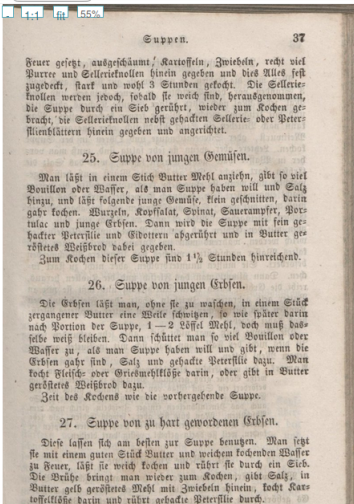 1:1 fit 55%
Suppen. 37
Feuer gesetzt, ausgeschäumt, Kartoffeln, Zwiebeln, recht viel
Purree und Sellerieknollen hinein gegeben und dies Alles fest
zugedeckt, stark und wohl 3 Stunden gekocht. Die Sellerie-
knollen werden jedoch, sobald sie weich sind, herausgenommen,
die Suppe durch ein Sieb gerührt, wieder zum Kochen ge-
bracht, die Sellerieknollen nebst gehackten Sellerie- oder Peter-
silienblättern hinein gegeben und angerichtet.
25. Suppe von jungen Gemüsen.
Man läßt in einem Stich Butter Mehl anziehn, gibt so viel
Bouillon oder Wasser, als man Suppe haben will und Salz
hinzu, und läßt folgende junge Gemüse, klein geschnitten, darin
gahr kochen. Wurzeln, Kopfsalat, Spinat, Sauerampfer, Por-
tulac und junge Erbsen. Dann wird die Suppe mit fein ge-
hackter Petersilie und Eidottern abgerührt und in Butter ge-
röstetes Weißbrod dabei gegeben.
Zum Kochen dieser Suppe sind 1½ Stunden hinreichend.
26. Suppe von jungen Erbsen.
Die Erbsen läßt man, ohne sie zu waschen, in einem Stück
zergangener Butter eine Weile schwitzen, so wie später darin
nach Portion der Suppe, 1—2 Löffel Mehl, doch muß das-
selbe weiß bleiben. Dann schüttet man so viel Bouillon oder
Wasser zu, als man Suppe haben will und gibt, wenn die
Erbsen gahr sind, Salz und gehackte Petersilie dazu. Man
kocht Fleisch- oder Griesmehlklöße darin, oder gibt in Butter
geröstetes Weißbrod dazu.
Zeit des Kochens wie die vorhergehende Suppe.
27. Suppe von zu hart gewordenen Erbsen.
Diese lassen sich am besten zur Suppe benutzen. Man setzt
sie mit einem guten Stück Butter und weichem kochenden Wasser
zu Feuer, läßt sie weich kochen und rührt sie durch ein Sieb.
Die Brühe bringt man wieder zum Kochen, gibt Salz, in
Butter gelb geröstetes Mehl mit Zwiebeln hinein, kocht Kar-
toffelklöße darin und rührt gehackte Petersilie durch.